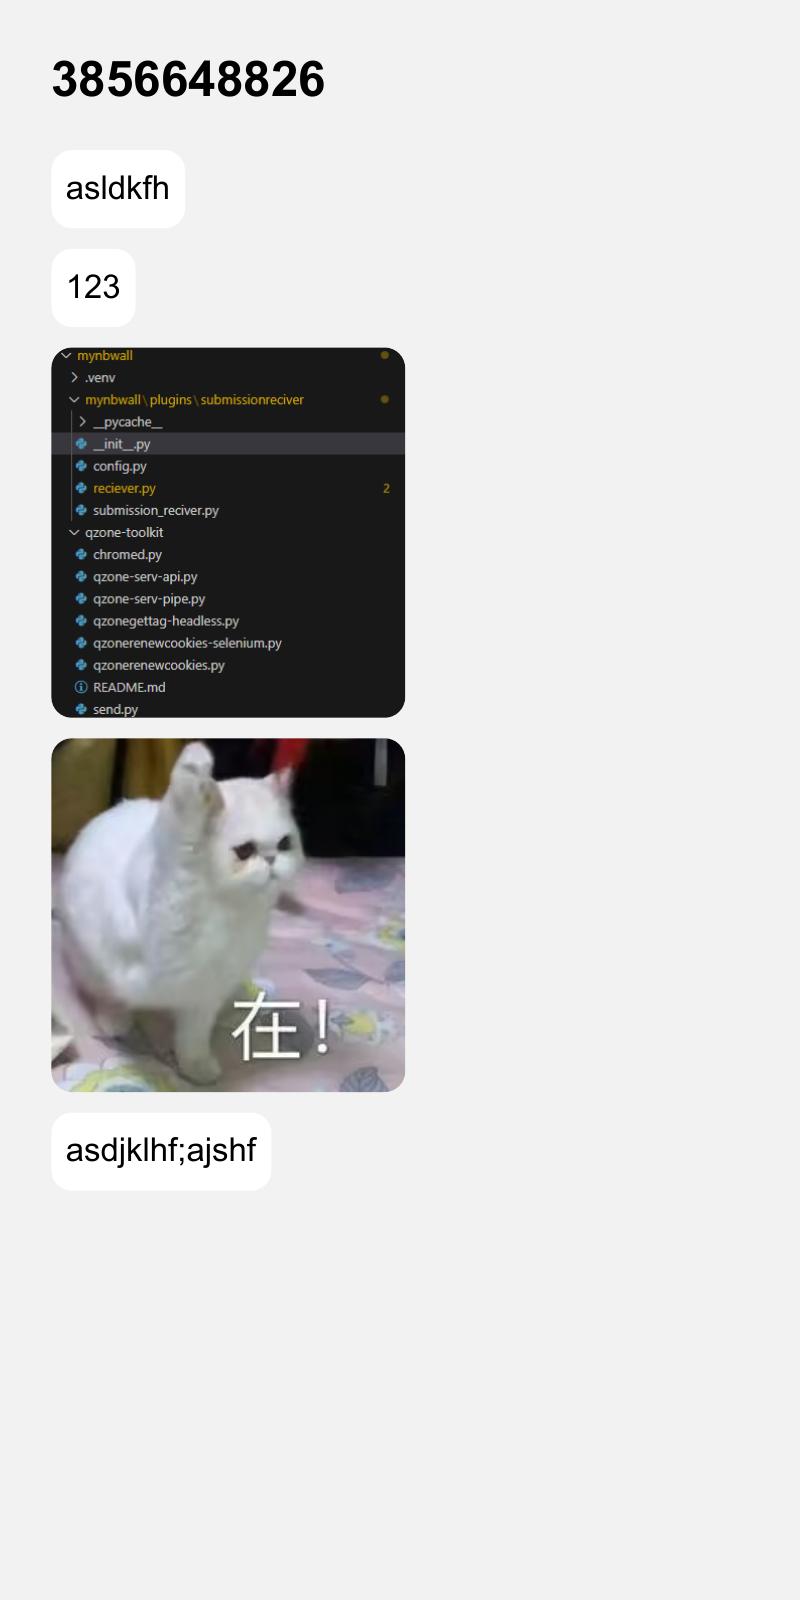 3856648826
asldkfh
123
mynbwall
.venv
mynbwall\plugins\submissionreciver
__pycache__
__init__.py
config.py
reciever.py 2
submission_reciver.py
qzone-toolkit
chromed.py
qzone-serv-api.py
qzone-serv-pipe.py
qzonegettag-headless.py
qzonerenewcookies-selenium.py
qzonerenewcookies.py
README.md
send.py
在!
asdjklhf;ajshf